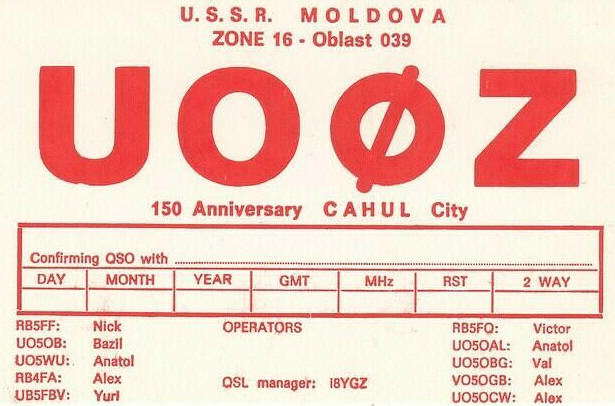 U.S.S.R. MOLDOVA
ZONE 16 - Oblast 039
UOØZ
150 Anniversary CAHUL City
Confirming QSO with
DAY MONTH YEAR GMT MHz RST 2 WAY
OPERATORS
RB5FF: Nick
UO5OB: Bazil
UO5WU: Anatol
RB4FA: Alex
UB5FBV: Yuri
QSL manager: I8YGZ
RB5FQ: Victor
UO5OAL: Anatol
UO5OBG: Val
VO5OGB: Alex
UO5OCW: Alex